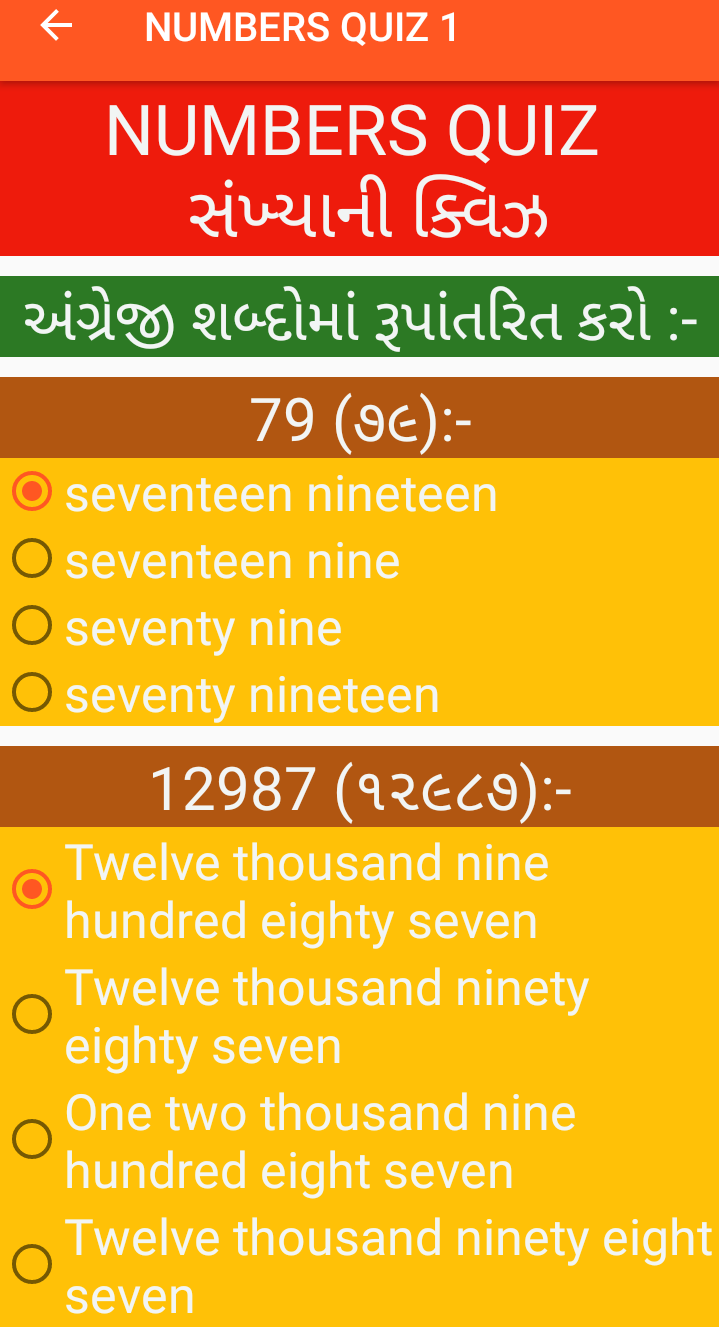 NUMBERS QUIZ 1
NUMBERS QUIZ
સંખ્યાની ક્વિઝ
અંગ્રેજી શબ્દોમાં રૂપાંતરિત કરો :-
79 (૭૯):-
seventeen nineteen
seventeen nine
seventy nine
seventy nineteen
12987 (૧૨૯૮૭):-
Twelve thousand nine
hundred eighty seven
Twelve thousand ninety
eighty seven
One two thousand nine
hundred eight seven
Twelve thousand ninety eight
seven